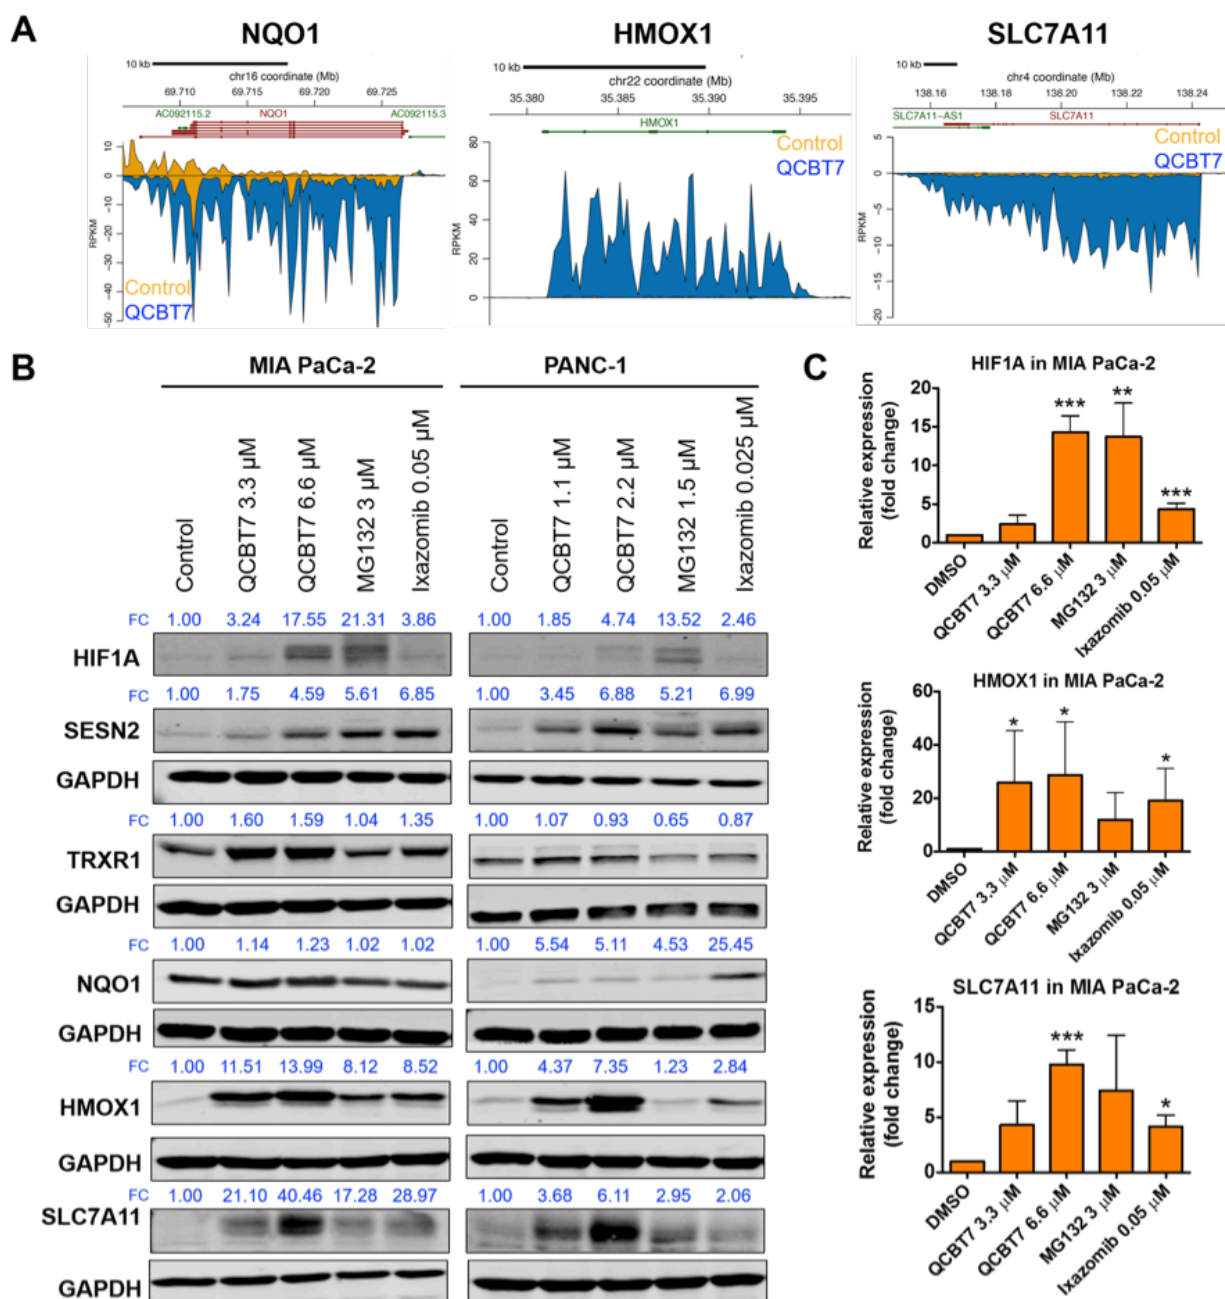 A
NQO1 HMOX1 SLC7A11
10 kb
chr16 coordinate (Mb)
69.710 69.715 69.720 69.725
AC092115.2 NQO1 AC092115.3
RPKM
10
0
−10
−20
−30
−40
−50
Control
QCBT7
10 kb
chr22 coordinate (Mb)
35.380 35.385 35.390 35.395
HMOX1
Control
QCBT7
RPKM
80
60
40
20
0
10 kb
chr4 coordinate (Mb)
138.16 138.18 138.20 138.22 138.24
SLC7A11−AS1 SLC7A11
Control
QCBT7
RPKM
5
0
−5
−10
−15
−20
B
MIA PaCa-2 PANC-1
Control QCBT7 3.3 µM QCBT7 6.6 µM MG132 3 µM Ixazomib 0.05 µM Control QCBT7 1.1 µM QCBT7 2.2 µM MG132 1.5 µM Ixazomib 0.025 µM
FC 1.00 3.24 17.55 21.31 3.86 1.00 1.85 4.74 13.52 2.46
HIF1A
FC 1.00 1.75 4.59 5.61 6.85 1.00 3.45 6.88 5.21 6.99
SESN2
GAPDH
FC 1.00 1.60 1.59 1.04 1.35 1.00 1.07 0.93 0.65 0.87
TRXR1
GAPDH
FC 1.00 1.14 1.23 1.02 1.02 1.00 5.54 5.11 4.53 25.45
NQO1
GAPDH
FC 1.00 11.51 13.99 8.12 8.52 1.00 4.37 7.35 1.23 2.84
HMOX1
GAPDH
FC 1.00 21.10 40.46 17.28 28.97 1.00 3.68 6.11 2.95 2.06
SLC7A11
GAPDH
C
HIF1A in MIA PaCa-2
Relative expression
(fold change)
20
15
10
5
0
*** ** ***
DMSO QCBT7 3.3 µM QCBT7 6.6 µM MG132 3 µM Ixazomib 0.05 µM
HMOX1 in MIA PaCa-2
Relative expression
(fold change)
60
40
20
0
* * *
DMSO QCBT7 3.3 µM QCBT7 6.6 µM MG132 3 µM Ixazomib 0.05 µM
SLC7A11 in MIA PaCa-2
Relative expression
(fold change)
15
10
5
0
*** *
DMSO QCBT7 3.3 µM QCBT7 6.6 µM MG132 3 µM Ixazomib 0.05 µM